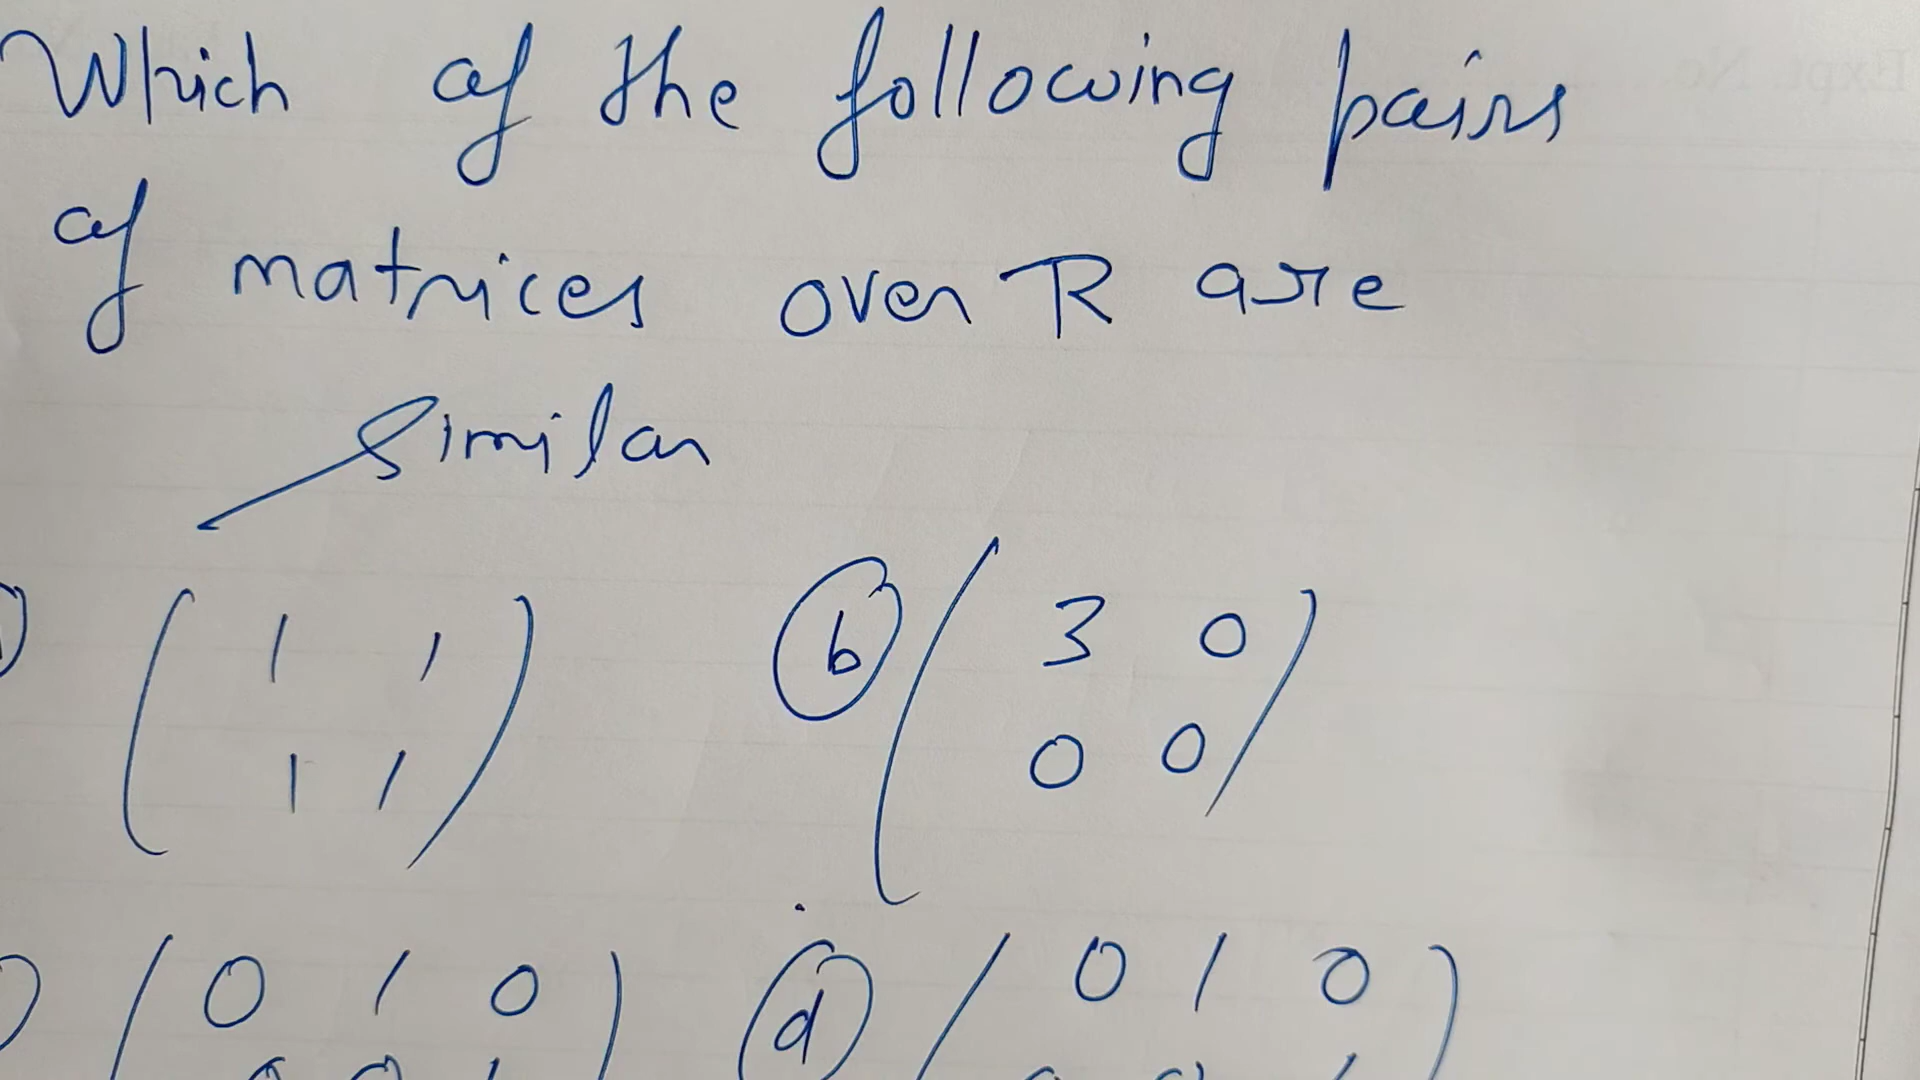 Which of the following pairs
of matrices over R are
similar
( 1 1 ) (b) ( 3 0 )
1 1 0 0
( 0 1 0 ) (d) ( 0 1 0 )